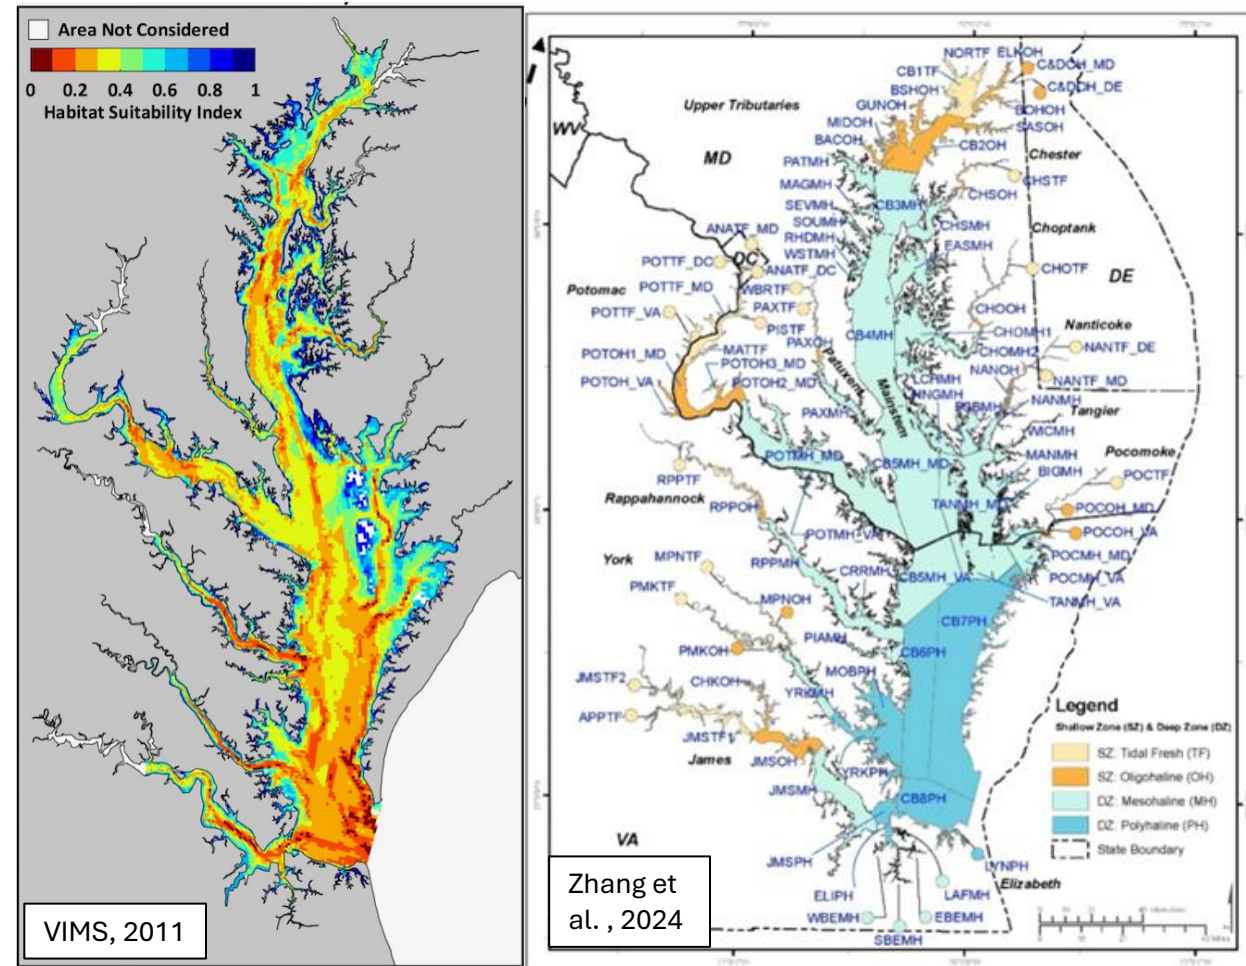 Area Not Considered
0 0.2 0.4 0.6 0.8 1
Habitat Suitability Index
VIMS, 2011
NORTF ELKOH
CB1TF
C&DOH_MD
BSHOH
C&DOH_DE
GUNOH
BOHOH
Upper Tributaries
MIDOH
SASOH
WV
BACOH
CB2OH
MD
PATMH
Chester
MAGMH
CHSTF
SEVMH
CB3MH
CHSOH
SOUMH
ANATF_MD
RHDMH
CHSMH
Choptank
WSTMH
EASMH
DC
POTTF_DC
ANATF_DC
CHOTF
DE
Potomac
POTTF_MD
WBRTF
POTTF_VA
PAXTF
CHOOH
Nanticoke
PISTF
CB4MH
CHOMH1
PAXOH
NANTF_DE
POTOH1_MD
MATTF
CHOMH2
POTOH3_MD
Patuxent
NANOH
POTOH_VA
POTOH2_MD
LCHMH
NANTF_MD
Mainstem
HNGMH
FSBMH
NANMH
PAXMH
Tangier
WICMH
POTMH_MD
CB5MH_MD
MANMH
Pocomoke
BIGMH
RPPTF
POCTF
Rappahannock
TANMH_MD
RPPOH
POCOH_MD
POTMH_VA
POCOH_VA
York
MPNTF
RPPMH
POCMH_MD
CRRMH
CB5MH_VA
POCMH_VA
PMKTF
TANMH_VA
MPNOH
CB7PH
PIAMH
PMKOH
CB6PH
MOBPH
JMSTF2
CHKOH
YRKMH
Legend
APPTF
Shallow Zone (SZ) & Deep Zone (DZ)
JMSTF1
SZ: Tidal Fresh (TF)
James
JMSOH
SZ: Oligohaline (OH)
YRKPH
JMSMH
CB8PH
DZ: Mesohaline (MH)
DZ: Polyhaline (PH)
VA
State Boundary
JMSPH
LYNPH
Zhang et
al. , 2024
ELIPH
Elizabeth
LAFMH
WBEMH
EBEMH
SBEMH